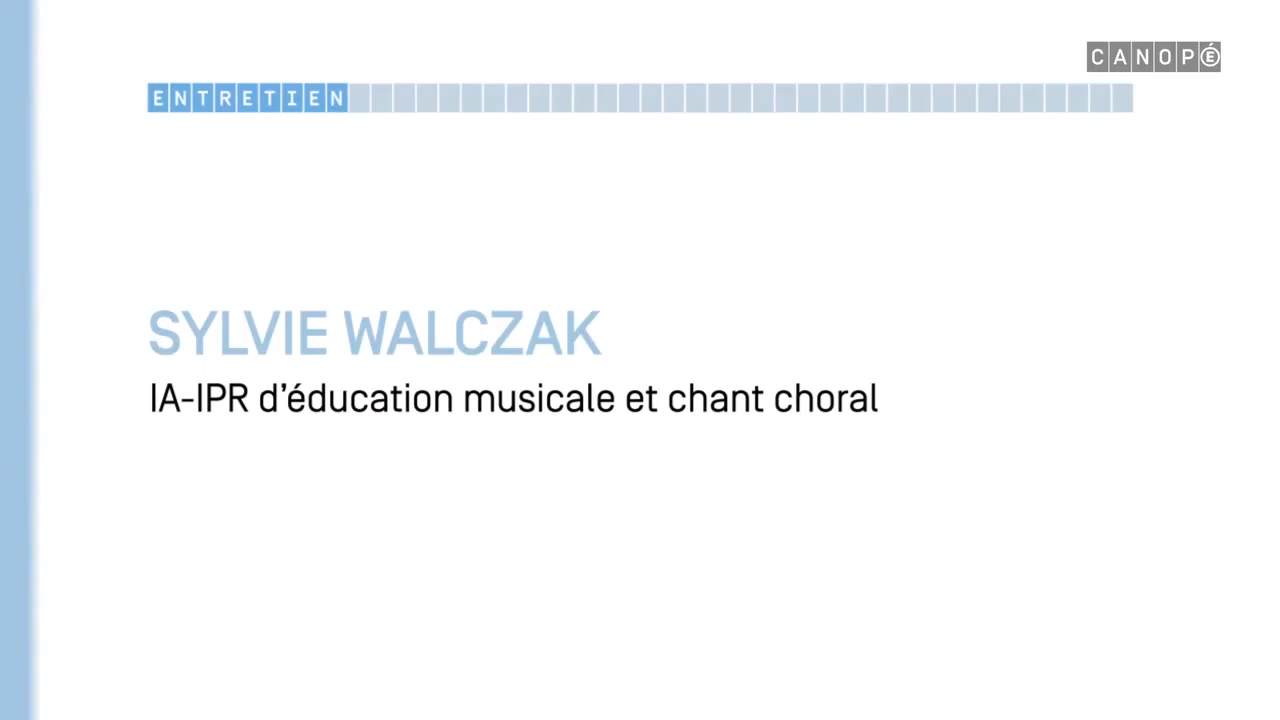 CANOPÉ
ENTRETIEN
SYLVIE WALCZAK
IA-IPR d’éducation musicale et chant choral